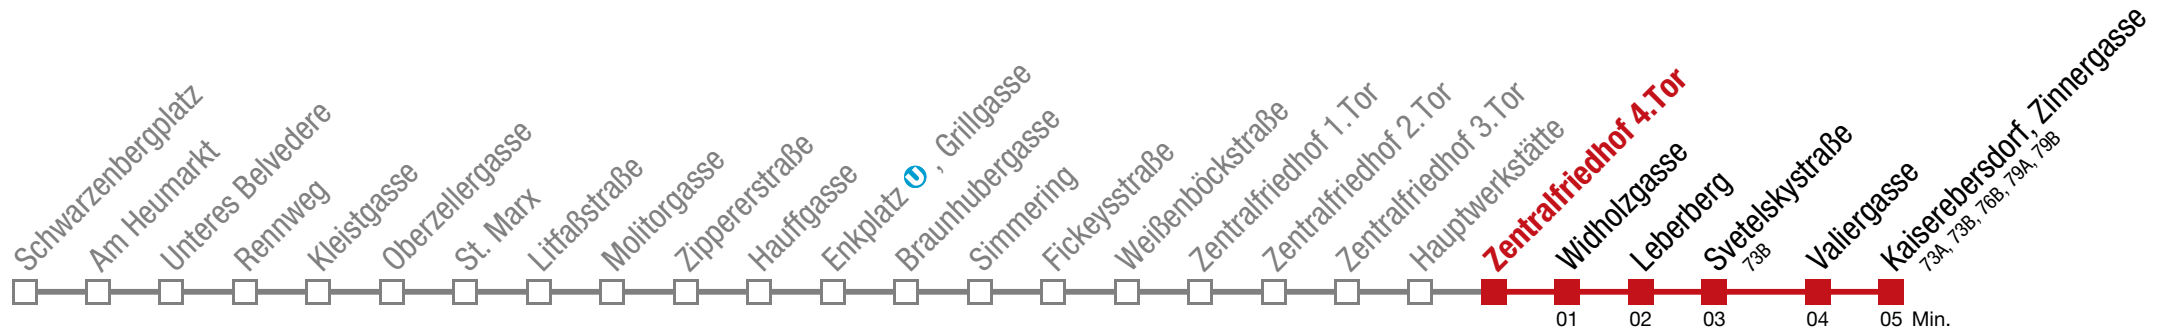 Schwarzenbergplatz
Am Heumarkt
Unteres Belvedere
Rennweg
Kleistgasse
Oberzellergasse
St. Marx
Litfaßstraße
Molitorgasse
Zippererstraße
Hauffgasse
Enkplatz U , Grillgasse
Braunhubergasse
Simmering
Fickeysstraße
Weißenböckstraße
Zentralfriedhof 1.Tor
Zentralfriedhof 2.Tor
Zentralfriedhof 3.Tor
Hauptwerkstätte
Zentralfriedhof 4.Tor
Widholzgasse
Leberberg
Svetelskystraße
73B
Valiergasse
Kaiserebersdorf, Zinnergasse
73A, 73B, 76B, 79A, 79B
01 02 03 04 05 Min.